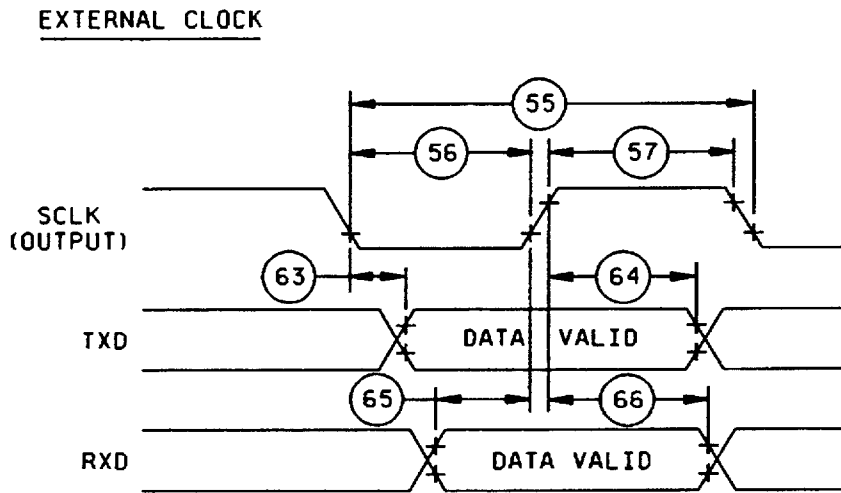 EXTERNAL CLOCK
55
56
57
SCLK
(OUTPUT)
63
64
TXD
DATA VALID
65
66
RXD
DATA VALID